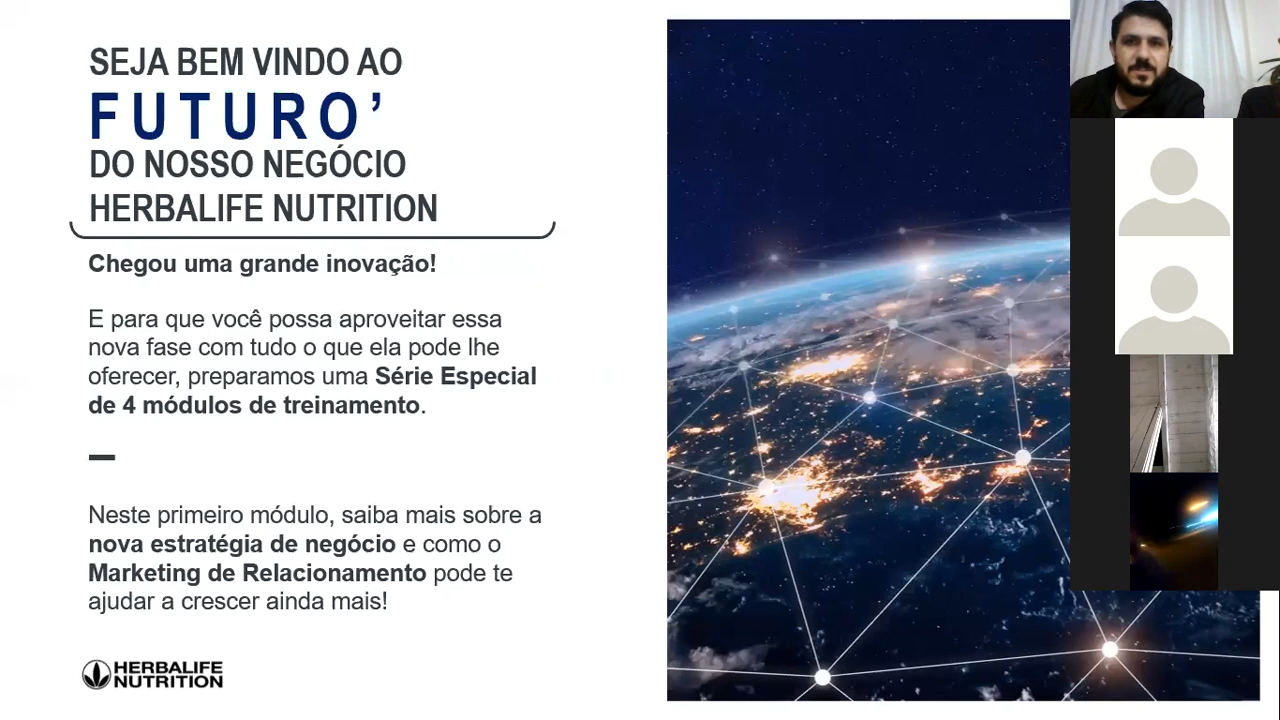 SEJA BEM VINDO AO
FUTURO’
DO NOSSO NEGÓCIO
HERBALIFE NUTRITION
Chegou uma grande inovação!
E para que você possa aproveitar essa
nova fase com tudo o que ela pode lhe
oferecer, preparamos uma Série Especial
de 4 módulos de treinamento.
Neste primeiro módulo, saiba mais sobre a
nova estratégia de negócio e como o
Marketing de Relacionamento pode te
ajudar a crescer ainda mais!
HERBALIFE
NUTRITION